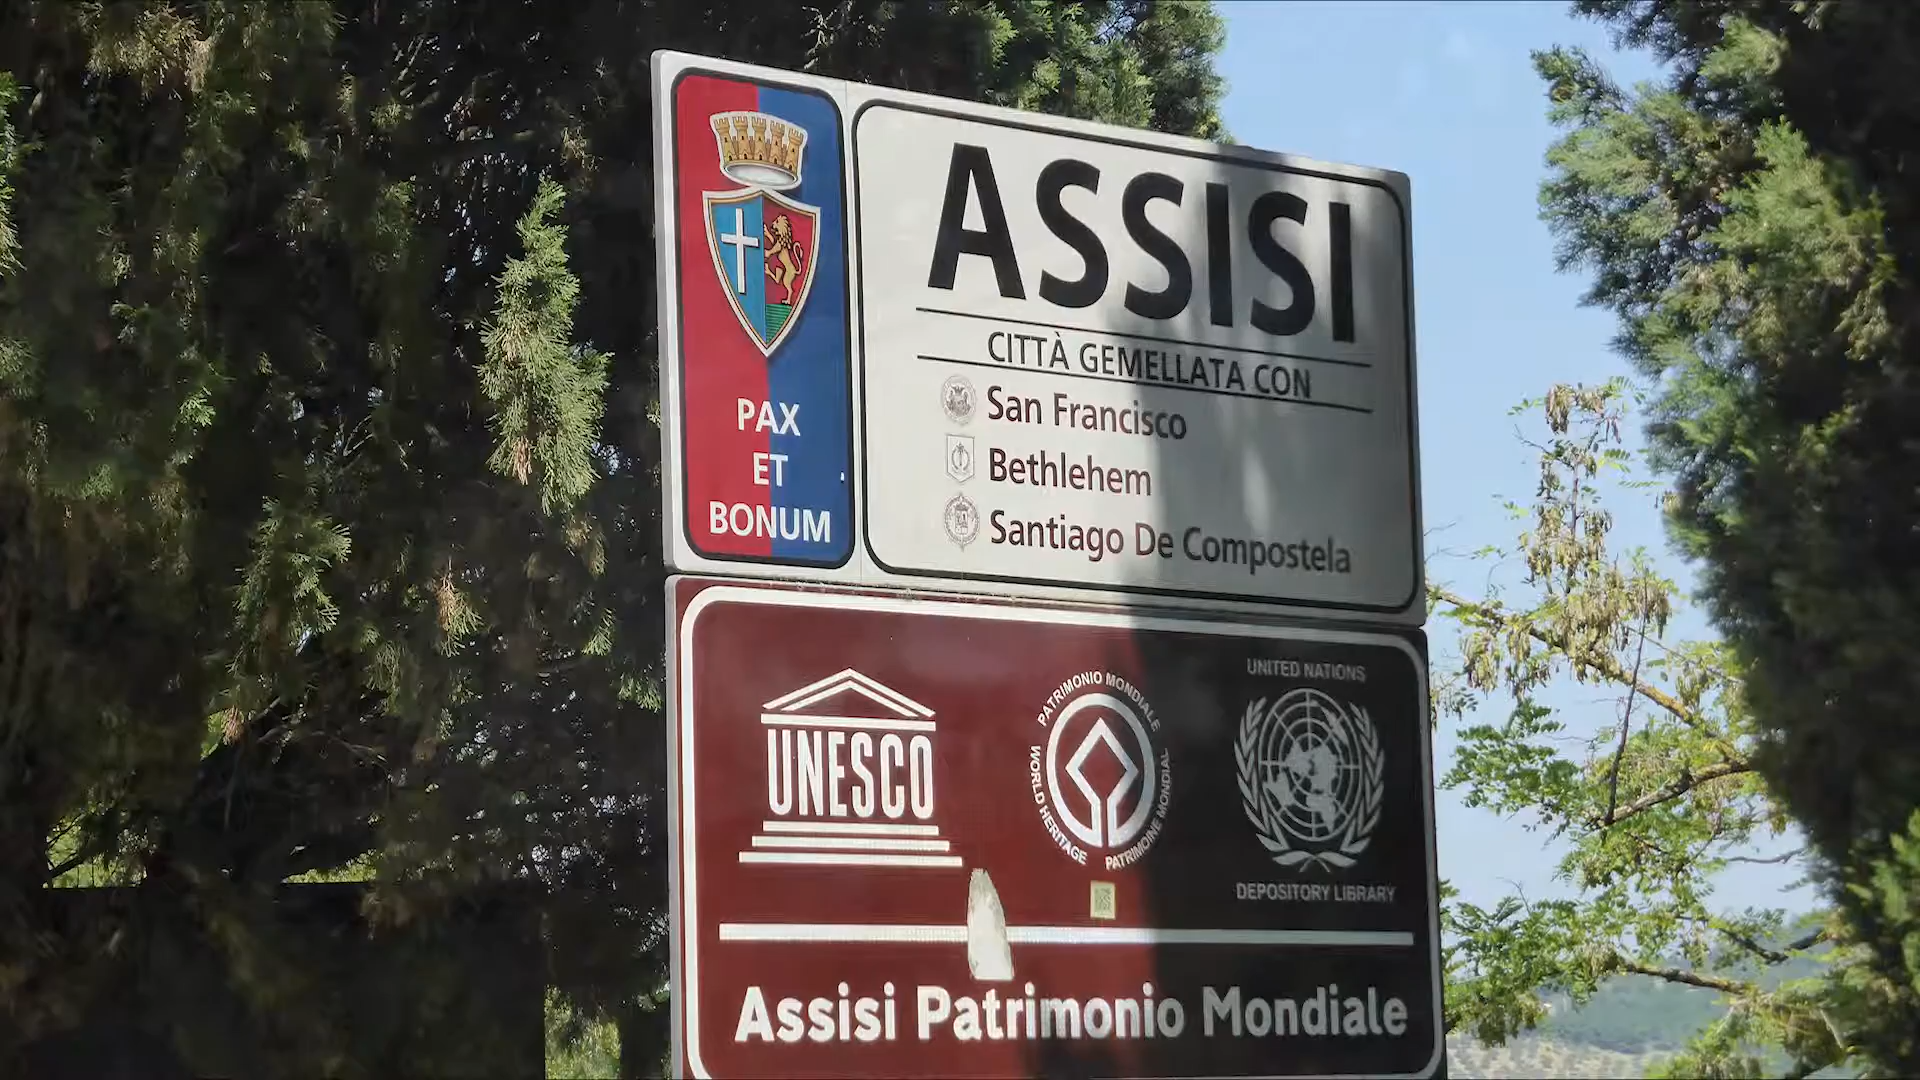 PAX
ET
BONUM
ASSISI
CITTÀ GEMELLATA CON
San Francisco
Bethlehem
Santiago De Compostela
UNESCO
PATRIMONIO MONDIALE
WORLD HERITAGE
PATRIMOINE MONDIAL
UNITED NATIONS
DEPOSITORY LIBRARY
Assisi Patrimonio Mondiale